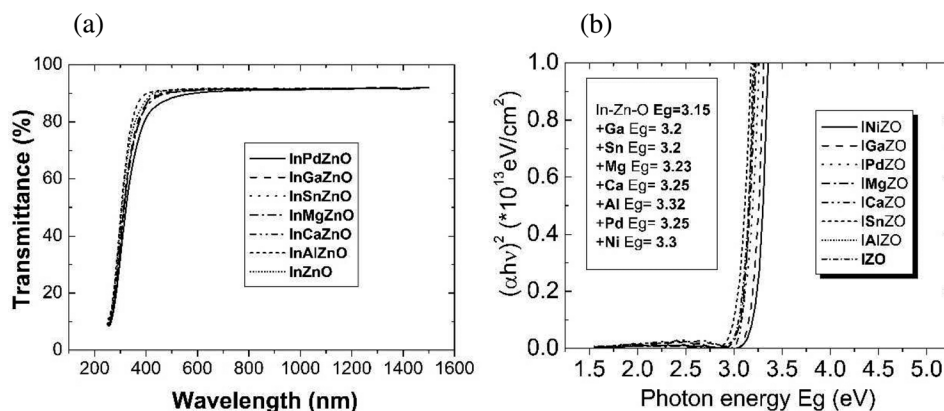 (a)
100
80
60
40
20
0
Transmittance (%)
200 400 600 800 1000 1200 1400 1600
Wavelength (nm)
InPdZnO
InGaZnO
InSnZnO
InMgZnO
InCaZnO
InAlZnO
InZnO
(b)
1.0
0.8
0.6
0.4
0.2
0.0
(αhν)² (*10¹³eV/cm²)
1.5 2.0 2.5 3.0 3.5 4.0 4.5 5.0
Photon energy Eg (eV)
In-Zn-O Eg=3.15
+Ga Eg= 3.2
+Sn Eg= 3.2
+Mg Eg= 3.23
+Ca Eg= 3.25
+Al Eg= 3.32
+Pd Eg= 3.25
+Ni Eg= 3.3
INiZO
IGaZO
IPdZO
IMgZO
ICaZO
ISnZO
IAlZO
IZO